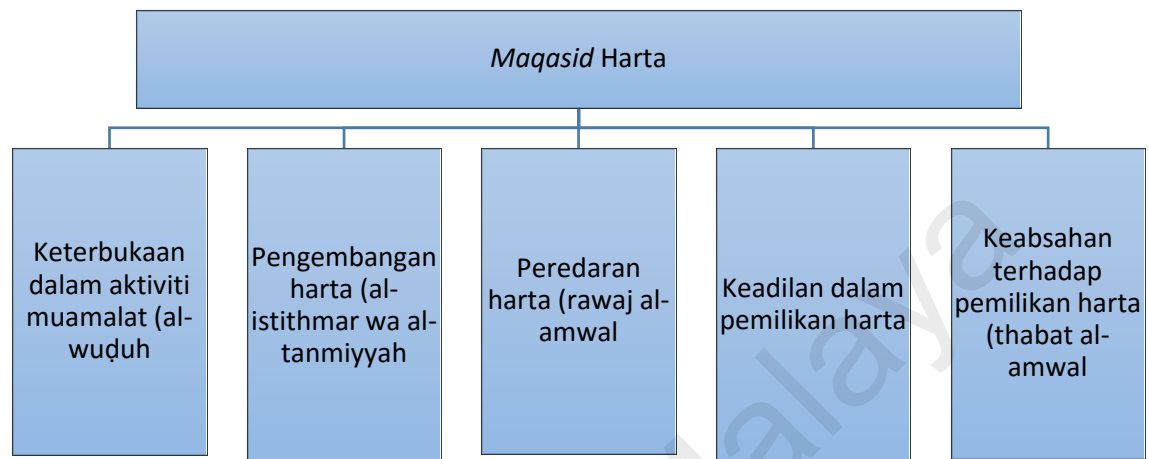 Maqasid Harta
Keterbukaan
dalam aktiviti
muamalat (al-
wuḍuh
Pengembangan
harta (al-
istithmar wa al-
tanmiyyah
Peredaran
harta (rawaj al-
amwal
Keadilan dalam
pemilikan harta
Keabsahan
terhadap
pemilikan harta
(thabat al-
amwal
alaya